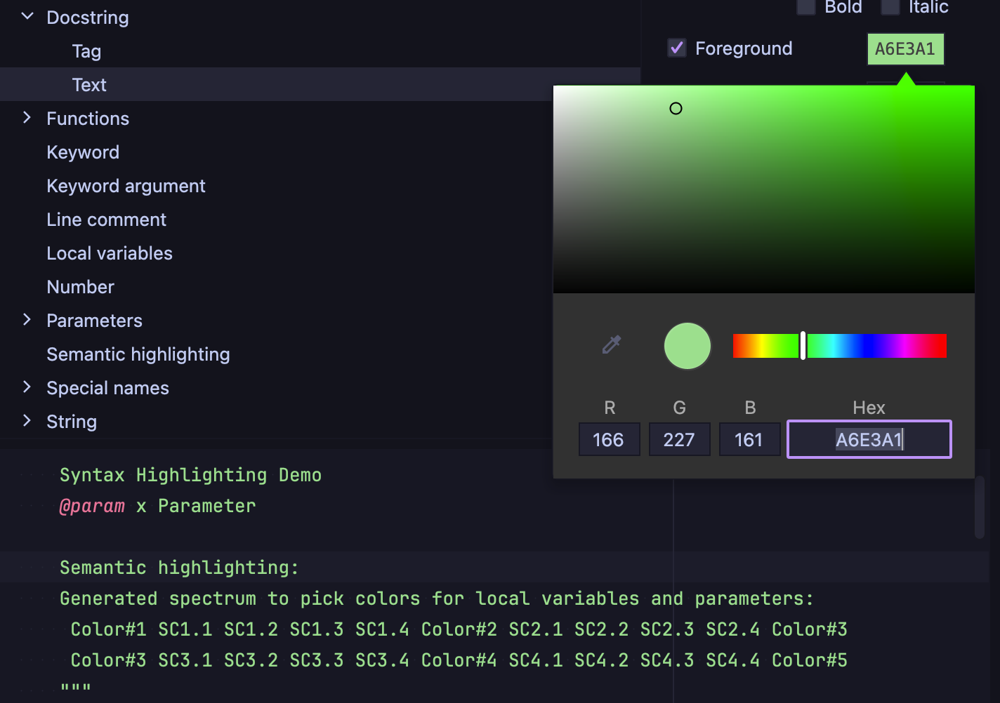 Docstring
Tag
Text
Functions
Keyword
Keyword argument
Line comment
Local variables
Number
Parameters
Semantic highlighting
Special names
String
Bold Italic
Foreground A6E3A1
R G B Hex
166 227 161 A6E3A1
Syntax Highlighting Demo
@param x Parameter
Semantic highlighting:
Generated spectrum to pick colors for local variables and parameters:
Color#1 SC1.1 SC1.2 SC1.3 SC1.4 Color#2 SC2.1 SC2.2 SC2.3 SC2.4 Color#3
Color#3 SC3.1 SC3.2 SC3.3 SC3.4 Color#4 SC4.1 SC4.2 SC4.3 SC4.4 Color#5
"""